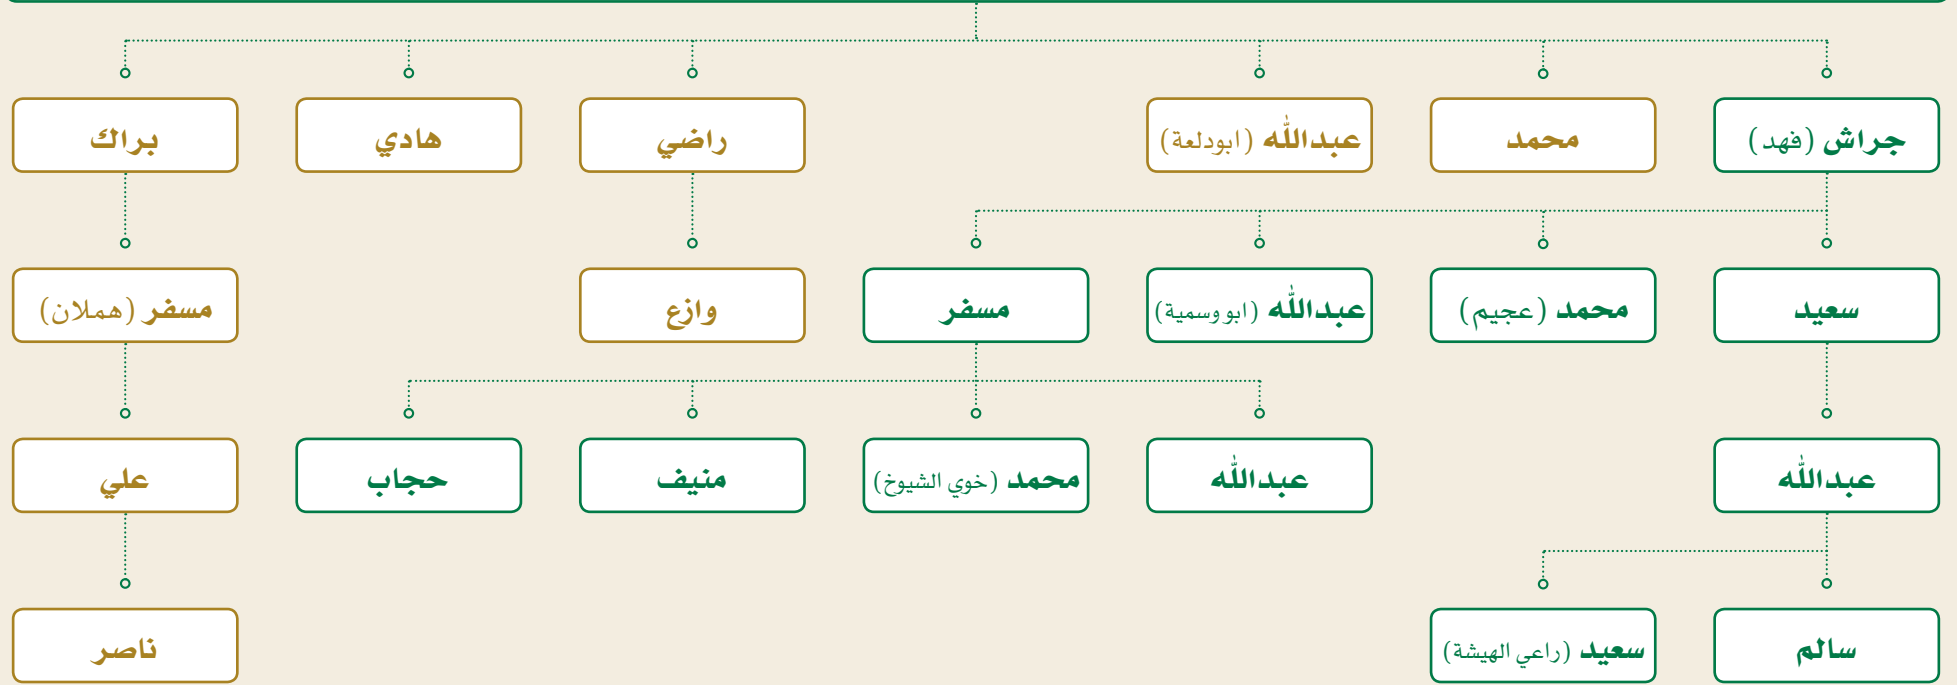 جراش (فهد)
محمد
عبدالله (ابودلعة)
راضي
هادي
براك
سعيد
محمد (عجيم)
عبدالله (ابو وسمية)
مسفر
وازع
مسفر (هملان)
عبدالله
عبدالله
محمد (خوي الشيوخ)
منيف
حجاب
علي
سالم
سعيد (راعي الهيشة)
ناصر